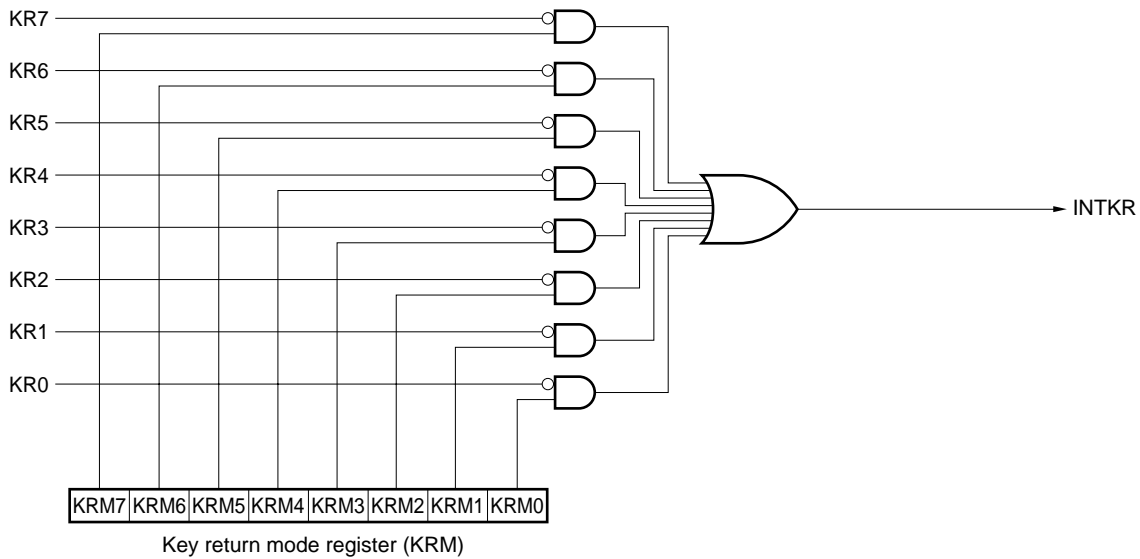 KR7
KR6
KR5
KR4
KR3
INTKR
KR2
KR1
KR0
KRM7 KRM6 KRM5 KRM4 KRM3 KRM2 KRM1 KRM0
Key return mode register (KRM)